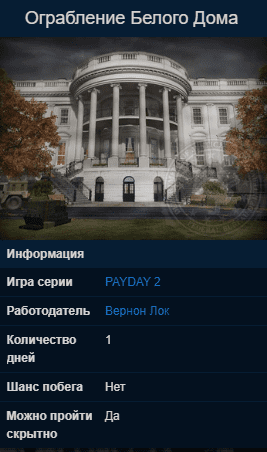 Ограбление Белого Дома
Информация
Игра серии PAYDAY 2
Работодатель Вернон Лок
Количество 1
дней
Шанс побега Нет
Можно пройти Да
скрытно